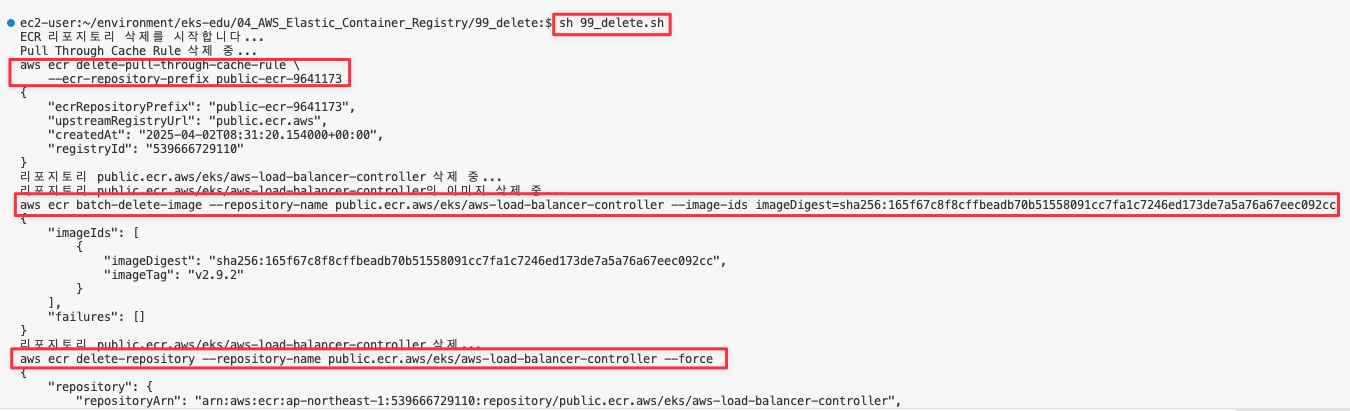 ec2-user:~/environment/eks-edu/04_AWS_Elastic_Container_Registry/99_delete:$ sh 99_delete.sh
ECR 리포지토리 삭제를 시작합니다...
Pull Through Cache Rule 삭제 중...
aws ecr delete-pull-through-cache-rule \
    --ecr-repository-prefix public-ecr-9641173
{
    "ecrRepositoryPrefix": "public-ecr-9641173",
    "upstreamRegistryUrl": "public.ecr.aws",
    "createdAt": "2025-04-02T08:31:20.154000+00:00",
    "registryId": "539666729110"
}
리포지토리 public.ecr.aws/eks/aws-load-balancer-controller 삭제 중...
리포지토리 public.ecr.aws/eks/aws-load-balancer-controller의 이미지 삭제 중...
aws ecr batch-delete-image --repository-name public.ecr.aws/eks/aws-load-balancer-controller --image-ids imageDigest=sha256:165f67c8f8cffbeadb70b51558091cc7fa1c7246ed173de7a5a76a67eec092cc
{
    "imageIds": [
        {
            "imageDigest": "sha256:165f67c8f8cffbeadb70b51558091cc7fa1c7246ed173de7a5a76a67eec092cc",
            "imageTag": "v2.9.2"
        }
    ],
    "failures": []
}
리포지토리 public.ecr.aws/eks/aws-load-balancer-controller 삭제...
aws ecr delete-repository --repository-name public.ecr.aws/eks/aws-load-balancer-controller --force
{
    "repository": {
        "repositoryArn": "arn:aws:ecr:ap-northeast-1:539666729110:repository/public.ecr.aws/eks/aws-load-balancer-controller",